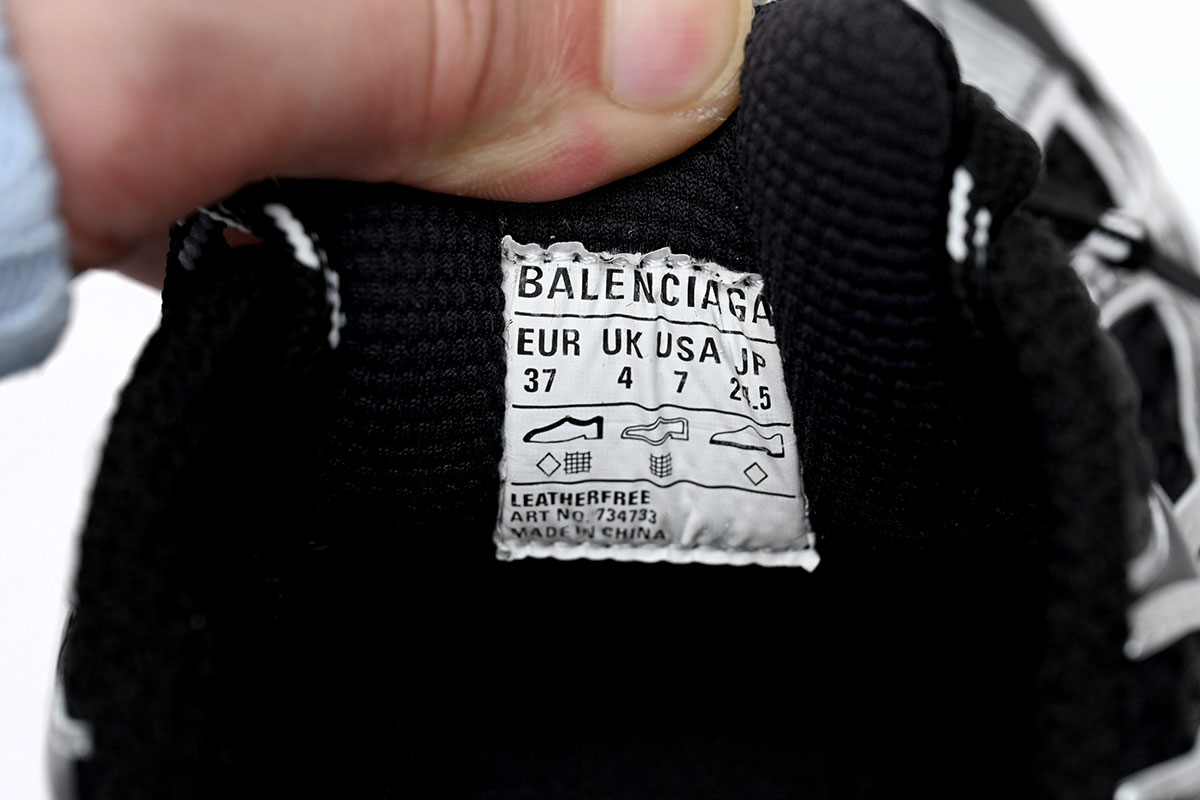 BALENCIAGA
EUR UK USA JP
37 4 7
LEATHERFREE
ART NO. 734733
MADE IN CHINA